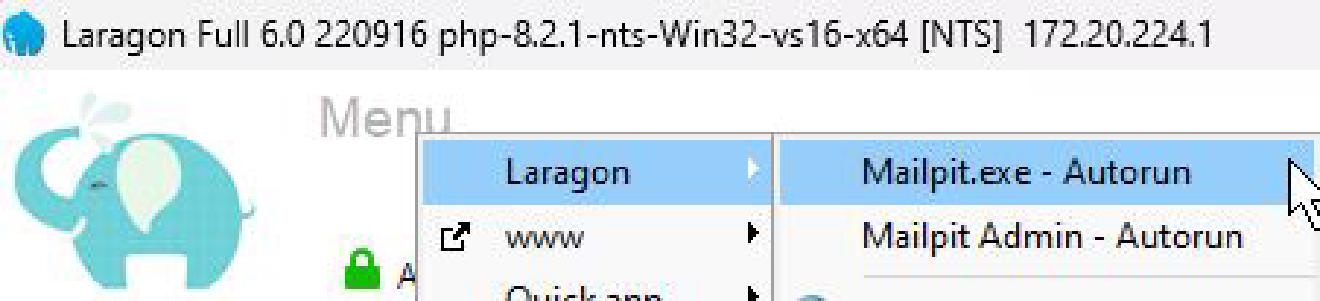 Laragon Full 6.0 220916 php-8.2.1-nts-Win32-vs16-x64 [NTS] 172.20.224.1
Menu
Laragon
Mailpit.exe - Autorun
www
Mailpit Admin - Autorun
A
Quick app